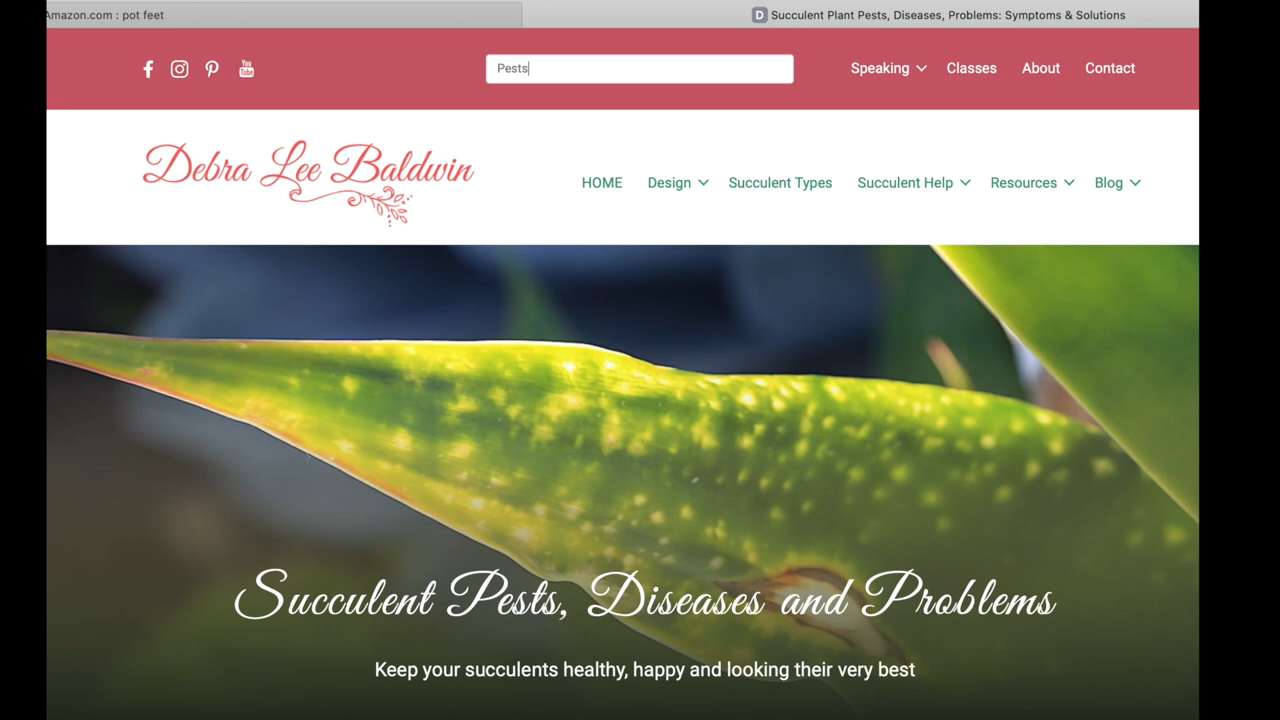 Amazon.com : pot feet
D Succulent Plant Pests, Diseases, Problems: Symptoms & Solutions
You Tube
Pests
Speaking Classes About Contact
Debra Lee Baldwin
HOME Design Succulent Types Succulent Help Resources Blog
Succulent Pests, Diseases and Problems
Keep your succulents healthy, happy and looking their very best